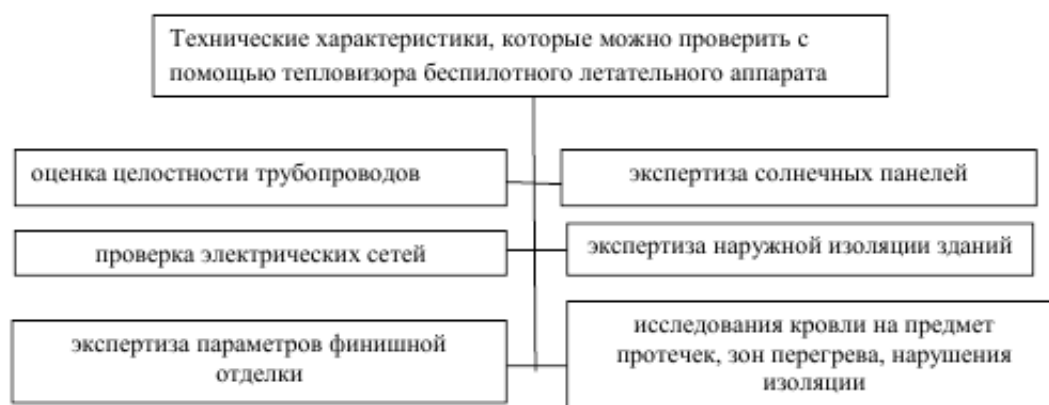 Технические характеристики, которые можно проверить с
помощью тепловизора беспилотного летательного аппарата
оценка целостности трубопроводов
экспертиза солнечных панелей
проверка электрических сетей
экспертиза наружной изоляции зданий
экспертиза параметров финишной
отделки
исследования кровли на предмет
протечек, зон перегрева, нарушения
изоляции